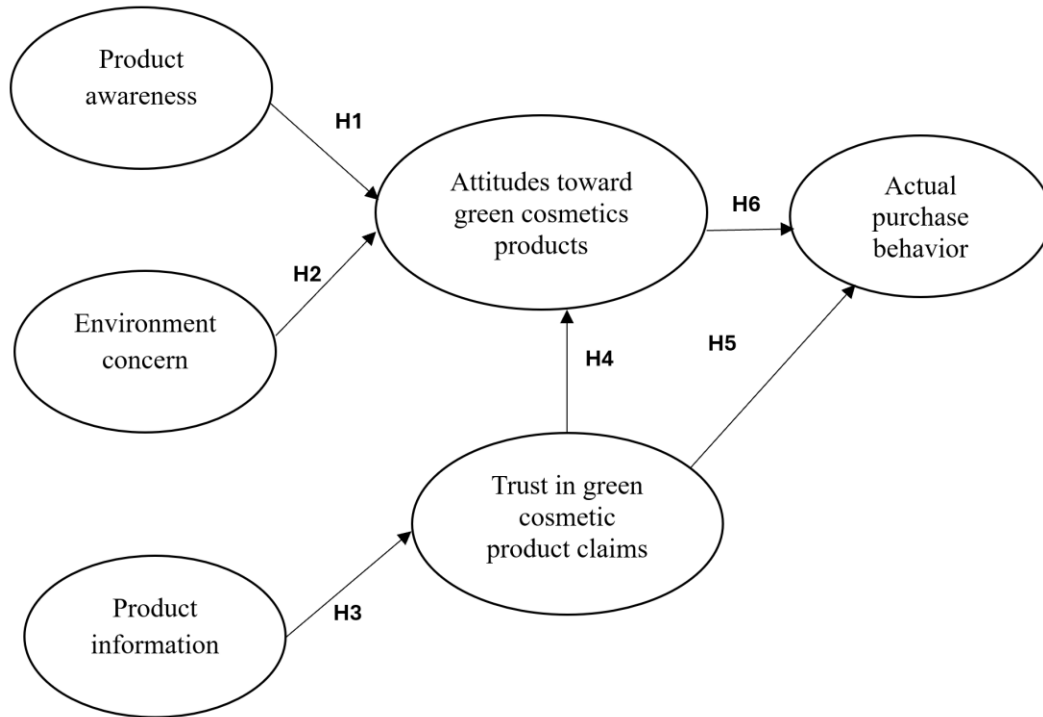 Product
awareness
H1
Attitudes toward
green cosmetics
products
H6
Actual
purchase
behavior
H2
Environment
concern
H4
H5
Trust in green
cosmetic
product claims
H3
Product
information